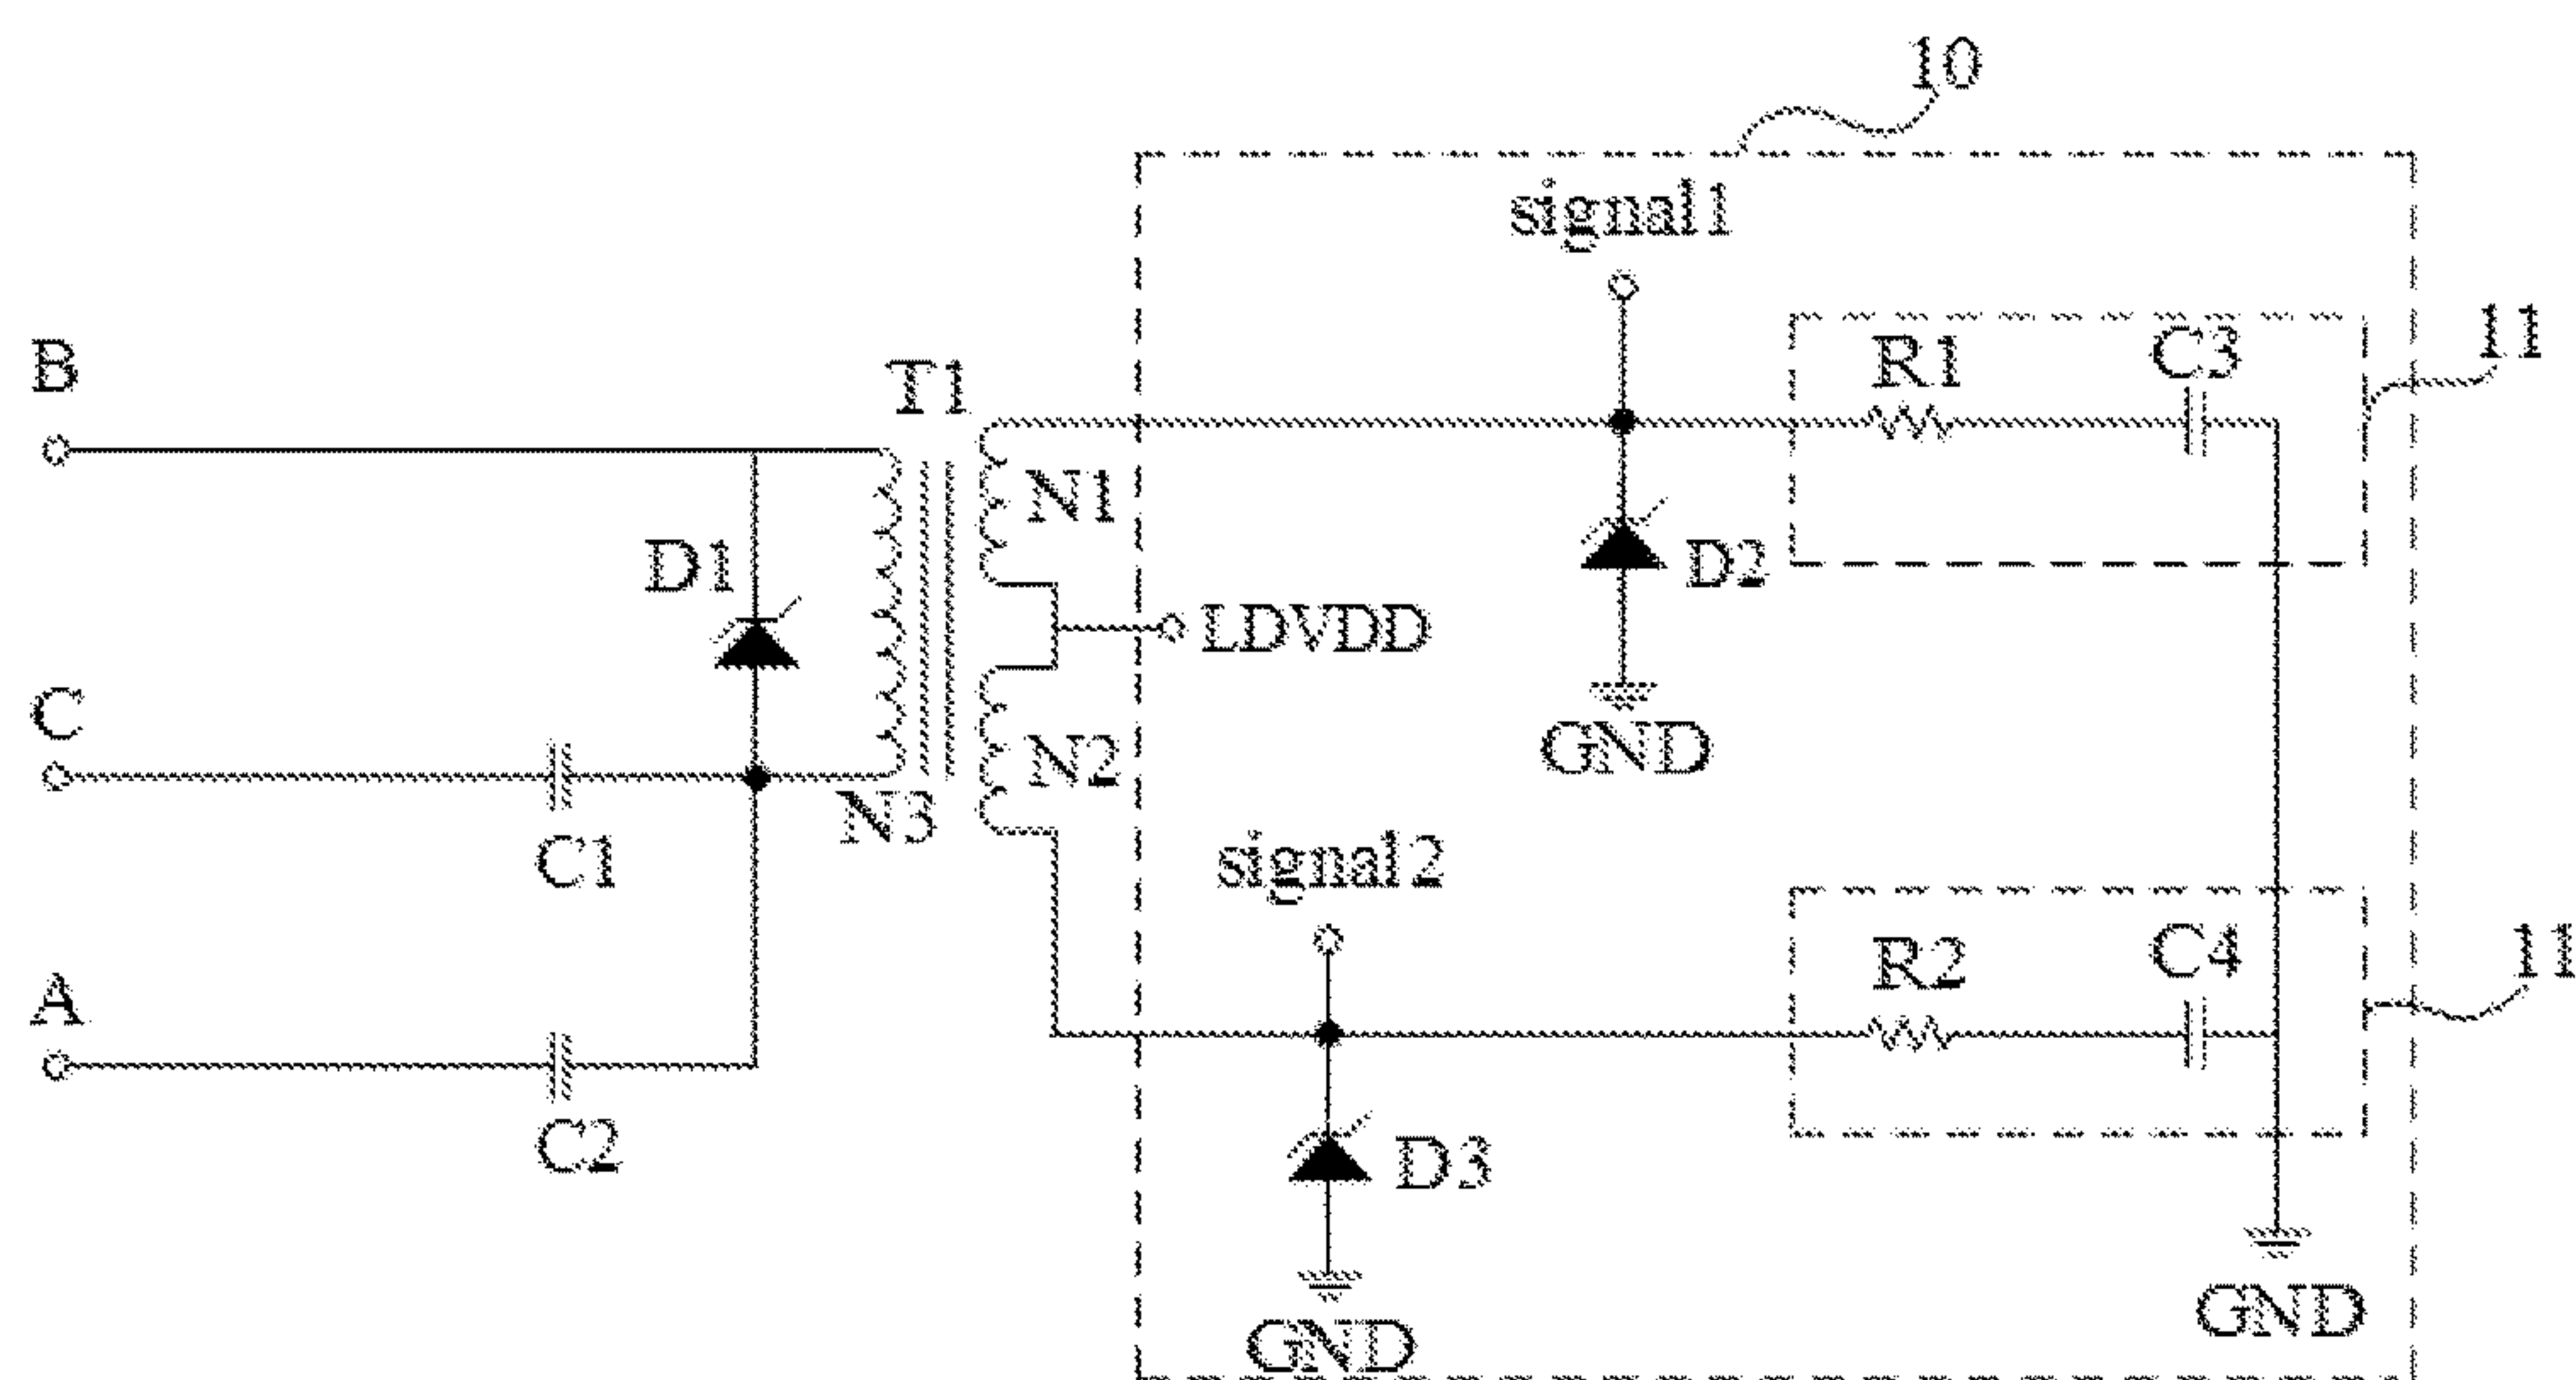 10
signal1
B
T1
R1
C3
11
N1
D1
D2
LDVDD
C
GND
N2
N3
C1
signal2
A
R2
C4
11
C2
D3
GND
GND